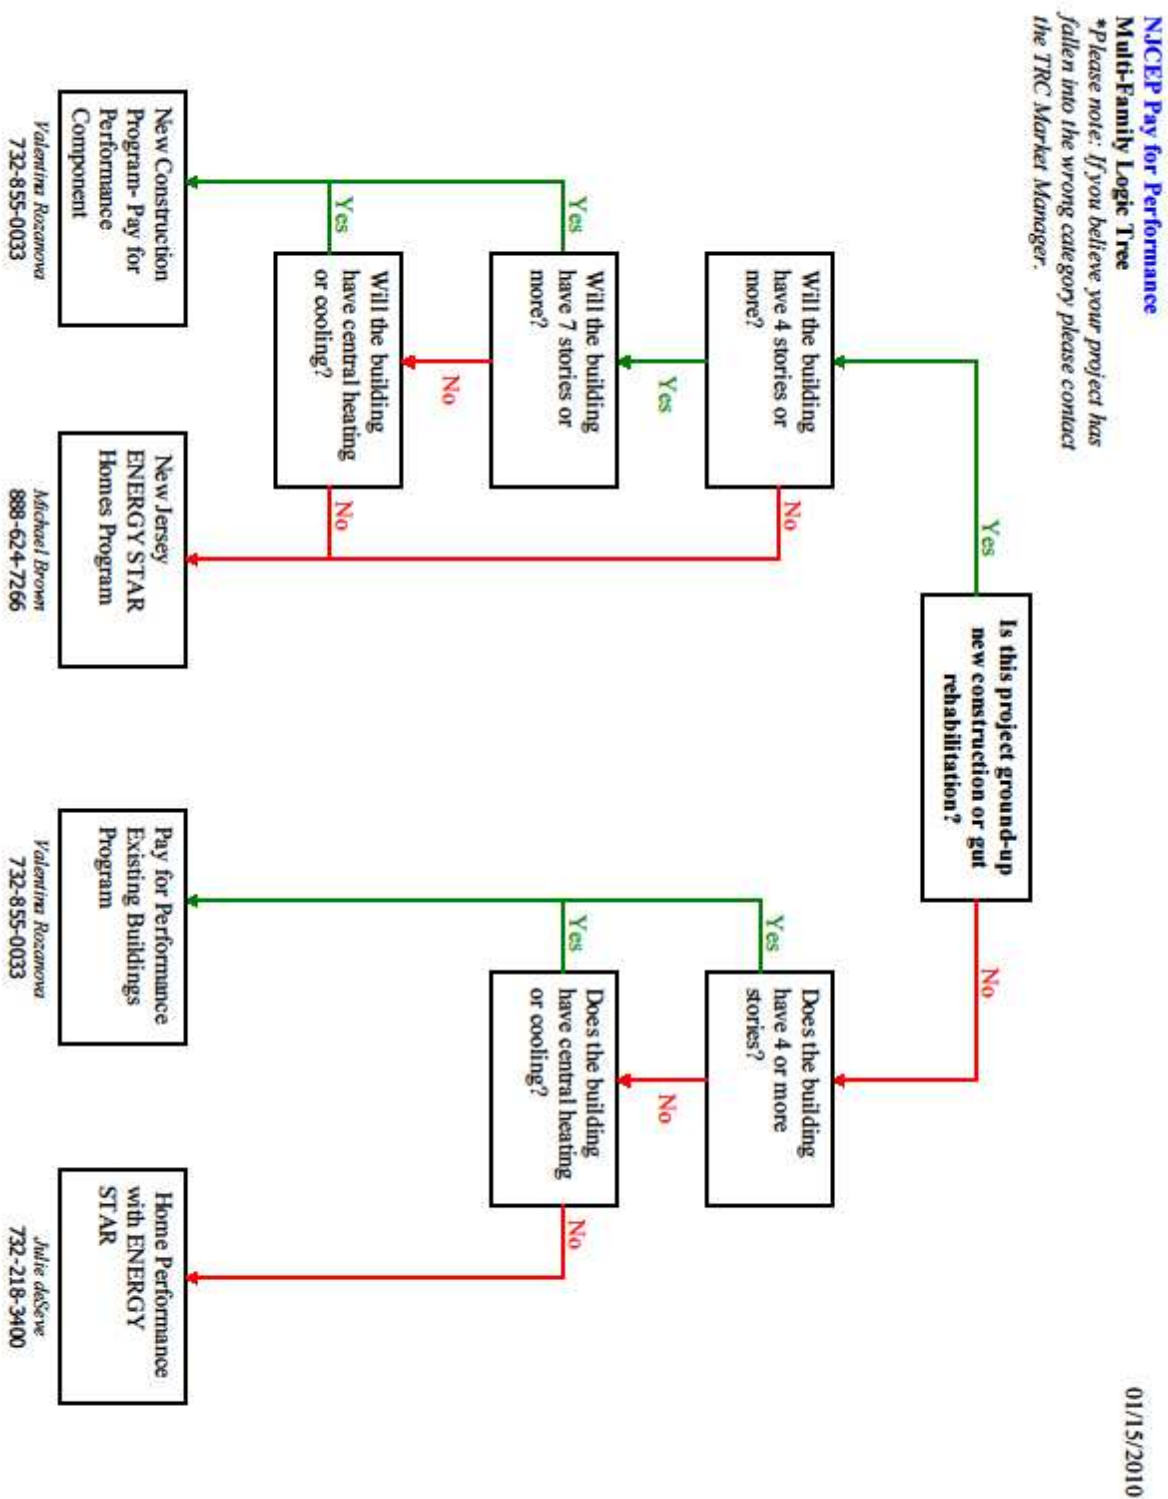 NJCEP Pay for Performance
Multi-Family Logic Tree
*Please note: If you believe your project has
fallen into the wrong category please contact
the TRC Market Manager.
01/15/2010
Is this project ground-up
new construction or gut
rehabilitation?
Yes
No
Will the building
have 4 stories or
more?
No
Yes
Does the building
have 4 or more
stories?
Yes
No
Will the building
have 7 stories or
more?
Yes
No
Does the building
have central heating
or cooling?
Yes
No
Will the building
have central heating
or cooling?
Yes
No
New Construction
Program- Pay for
Performance
Component
Valentina Rozanova
732-855-0033
New Jersey
ENERGY STAR
Homes Program
Michael Brown
888-624-7266
Pay for Performance
Existing Buildings
Program
Valentina Rozanova
732-855-0033
Home Performance
with ENERGY
STAR
Julie deSeve
732-218-3400